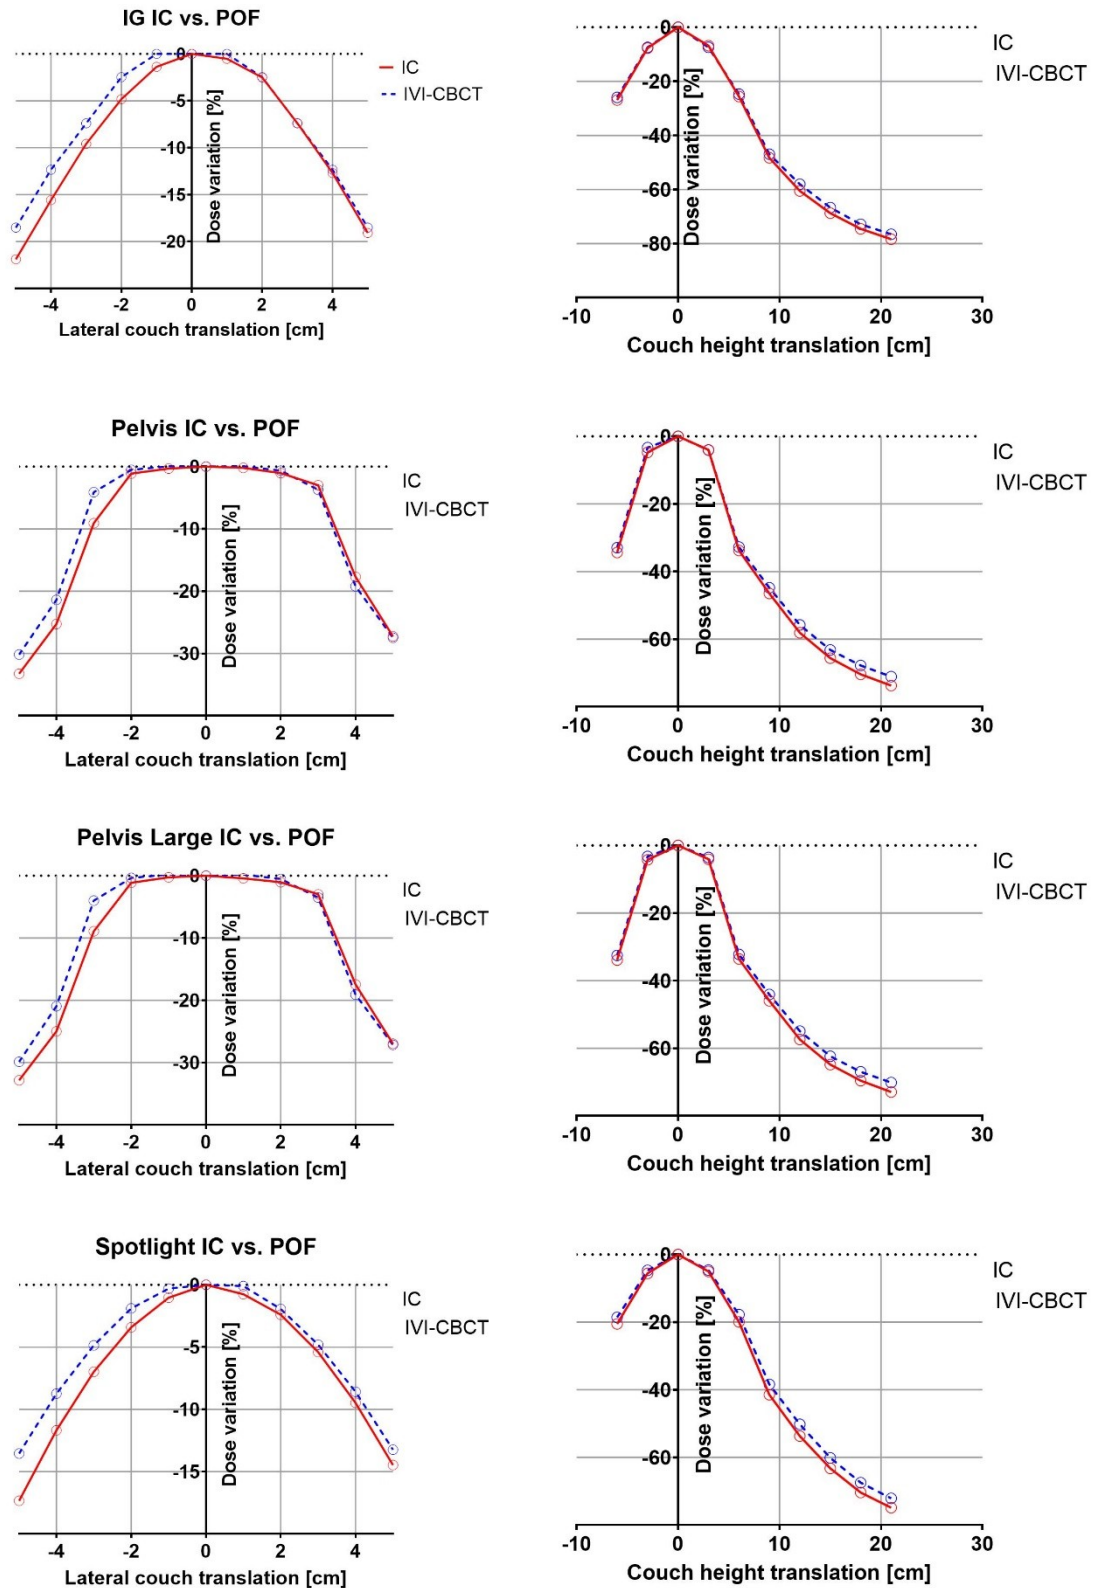 IG IC vs. POF
0
-5
-10
-15
-20
Dose variation [%]
IC
IVI-CBCT
-4 -2 0 2 4
Lateral couch translation [cm]
0
-20
-40
-60
-80
Dose variation [%]
IC
IVI-CBCT
-10 0 10 20 30
Couch height translation [cm]
Pelvis IC vs. POF
0
-10
-20
-30
Dose variation [%]
IC
IVI-CBCT
-4 -2 0 2 4
Lateral couch translation [cm]
0
-20
-40
-60
Dose variation [%]
IC
IVI-CBCT
-10 0 10 20 30
Couch height translation [cm]
Pelvis Large IC vs. POF
0
-10
-20
-30
Dose variation [%]
IC
IVI-CBCT
-4 -2 0 2 4
Lateral couch translation [cm]
0
-20
-40
-60
Dose variation [%]
IC
IVI-CBCT
-10 0 10 20 30
Couch height translation [cm]
Spotlight IC vs. POF
0
-5
-10
-15
Dose variation [%]
IC
IVI-CBCT
-4 -2 0 2 4
Lateral couch translation [cm]
0
-20
-40
-60
Dose variation [%]
IC
IVI-CBCT
-10 0 10 20 30
Couch height translation [cm]